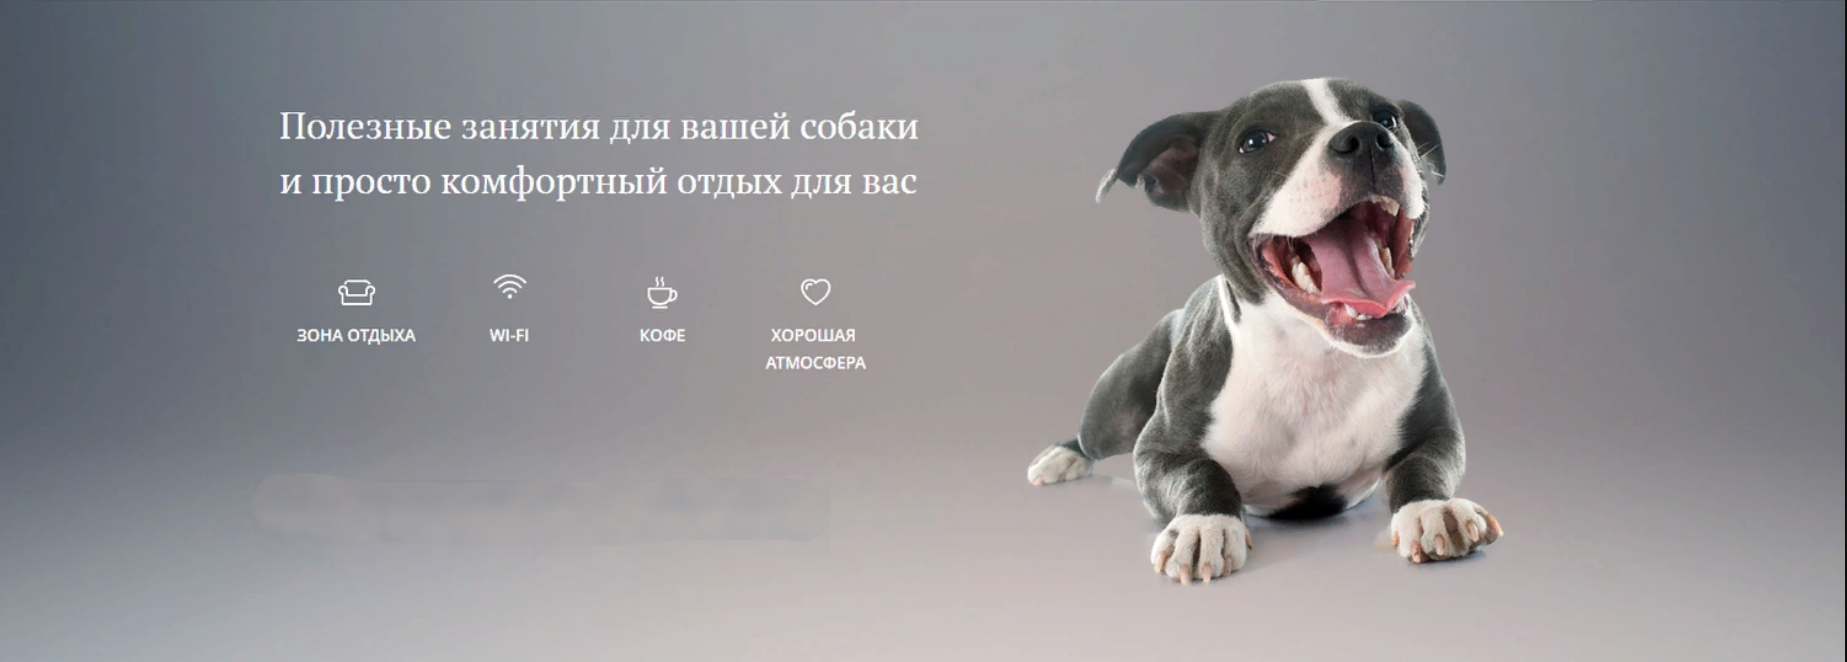 Полезные занятия для вашей собаки
и просто комфортный отдых для вас
ЗОНА ОТДЫХА
WI-FI
КОФЕ
ХОРОШАЯ
АТМОСФЕРА